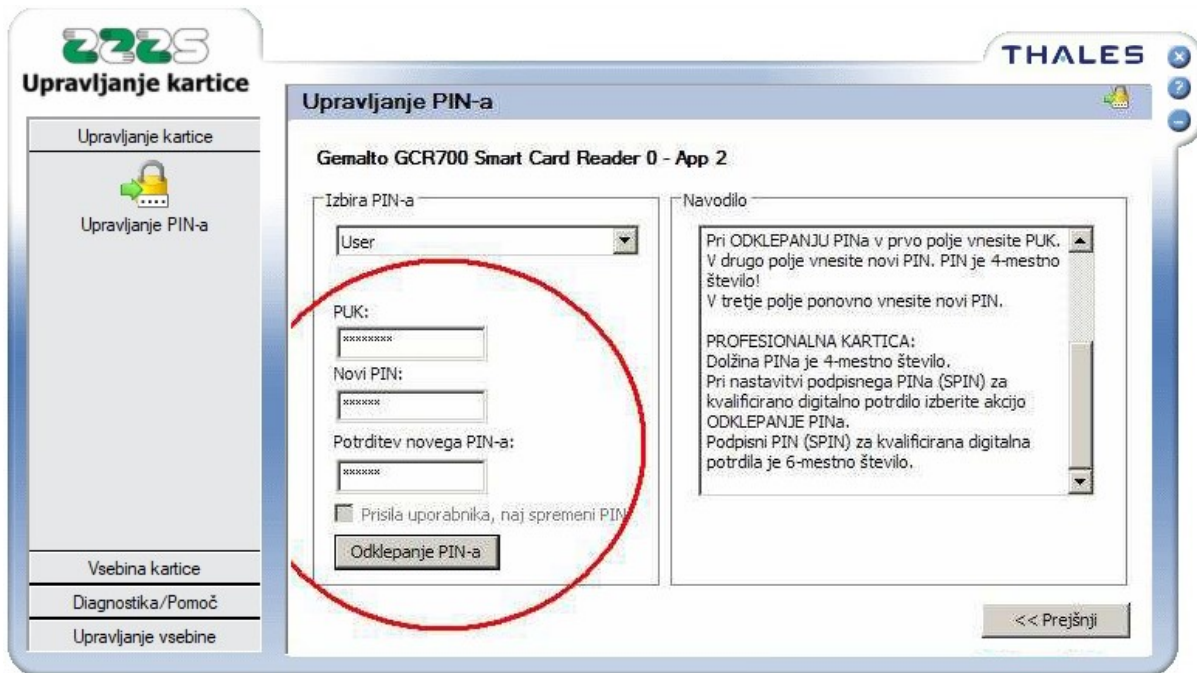 ZZZS
Upravljanje kartice
THALES
Upravljanje kartice
Upravljanje PIN-a
Vsebina kartice
Diagnostika/Pomoč
Upravljanje vsebine
Upravljanje PIN-a
Gemalto GCR700 Smart Card Reader 0 - App 2
Izbira PIN-a
User
PUK:
********
Novi PIN:
******
Potrditev novega PIN-a:
******
Prisila uporabnika, naj spremeni PIN
Odklepanje PIN-a
Navodilo
Pri ODKLEPANJU PINa v prvo polje vnesite PUK.
V drugo polje vnesite novi PIN. PIN je 4-mestno
število!
V tretje polje ponovno vnesite novi PIN.
PROFESIONALNA KARTICA:
Dolžina PINa je 4-mestno število.
Pri nastavitvi podpisnega PINa (SPIN) za
kvalificirano digitalno potrdilo izberite akcijo
ODKLEPANJE PINa.
Podpisni PIN (SPIN) za kvalificirana digitalna
potrdila je 6-mestno število.
<< Prejšnji